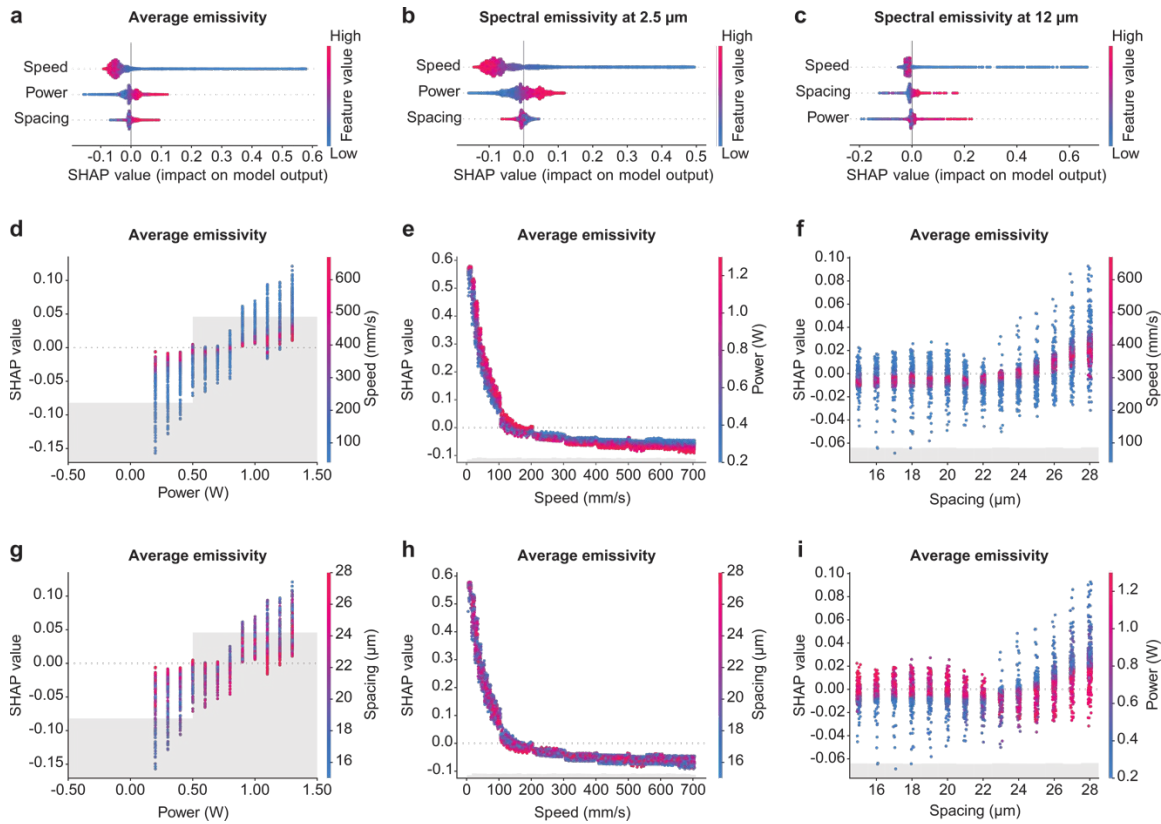 a
Average emissivity
High
Speed
Power
Spacing
Feature value
Low
-0.1 0.0 0.1 0.2 0.3 0.4 0.5 0.6
SHAP value (impact on model output)
b
Spectral emissivity at 2.5 µm
High
Speed
Power
Spacing
Feature value
Low
-0.1 0.0 0.1 0.2 0.3 0.4 0.5
SHAP value (impact on model output)
c
Spectral emissivity at 12 µm
High
Speed
Spacing
Power
Feature value
Low
-0.2 0.0 0.2 0.4 0.6
SHAP value (impact on model output)
d
Average emissivity
SHAP value
0.10
0.05
0.00
-0.05
-0.10
-0.15
-0.50 0.00 0.50 1.00 1.50
Power (W)
600
500
400
300
200
100
Speed (mm/s)
e
Average emissivity
SHAP value
0.6
0.5
0.4
0.3
0.2
0.1
0.0
-0.1
0 100 200 300 400 500 600 700
Speed (mm/s)
1.2
1.0
0.8
0.6
0.4
0.2
Power (W)
f
Average emissivity
SHAP value
0.10
0.08
0.06
0.04
0.02
0.00
-0.02
-0.04
-0.06
16 18 20 22 24 26 28
Spacing (µm)
600
500
400
300
200
100
Speed (mm/s)
g
Average emissivity
SHAP value
0.10
0.05
0.00
-0.05
-0.10
-0.15
-0.50 0.00 0.50 1.00 1.50
Power (W)
28
26
24
22
20
18
16
Spacing (µm)
h
Average emissivity
SHAP value
0.6
0.5
0.4
0.3
0.2
0.1
0.0
-0.1
0 100 200 300 400 500 600 700
Speed (mm/s)
28
26
24
22
20
18
16
Spacing (µm)
i
Average emissivity
SHAP value
0.10
0.08
0.06
0.04
0.02
0.00
-0.02
-0.04
-0.06
16 18 20 22 24 26 28
Spacing (µm)
1.2
1.0
0.8
0.6
0.4
0.2
Power (W)